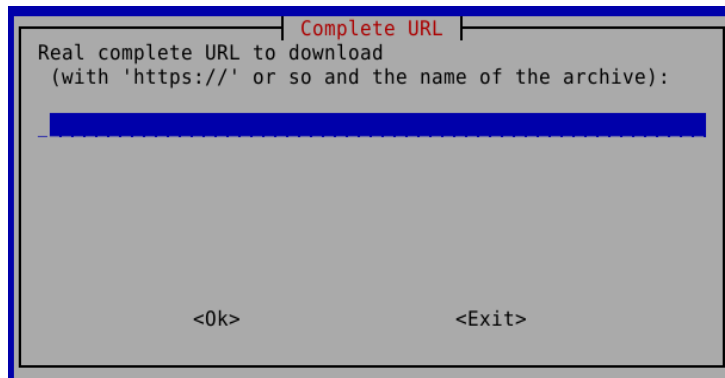 Complete URL
Real complete URL to download
(with 'https://' or so and the name of the archive):
<Ok> <Exit>